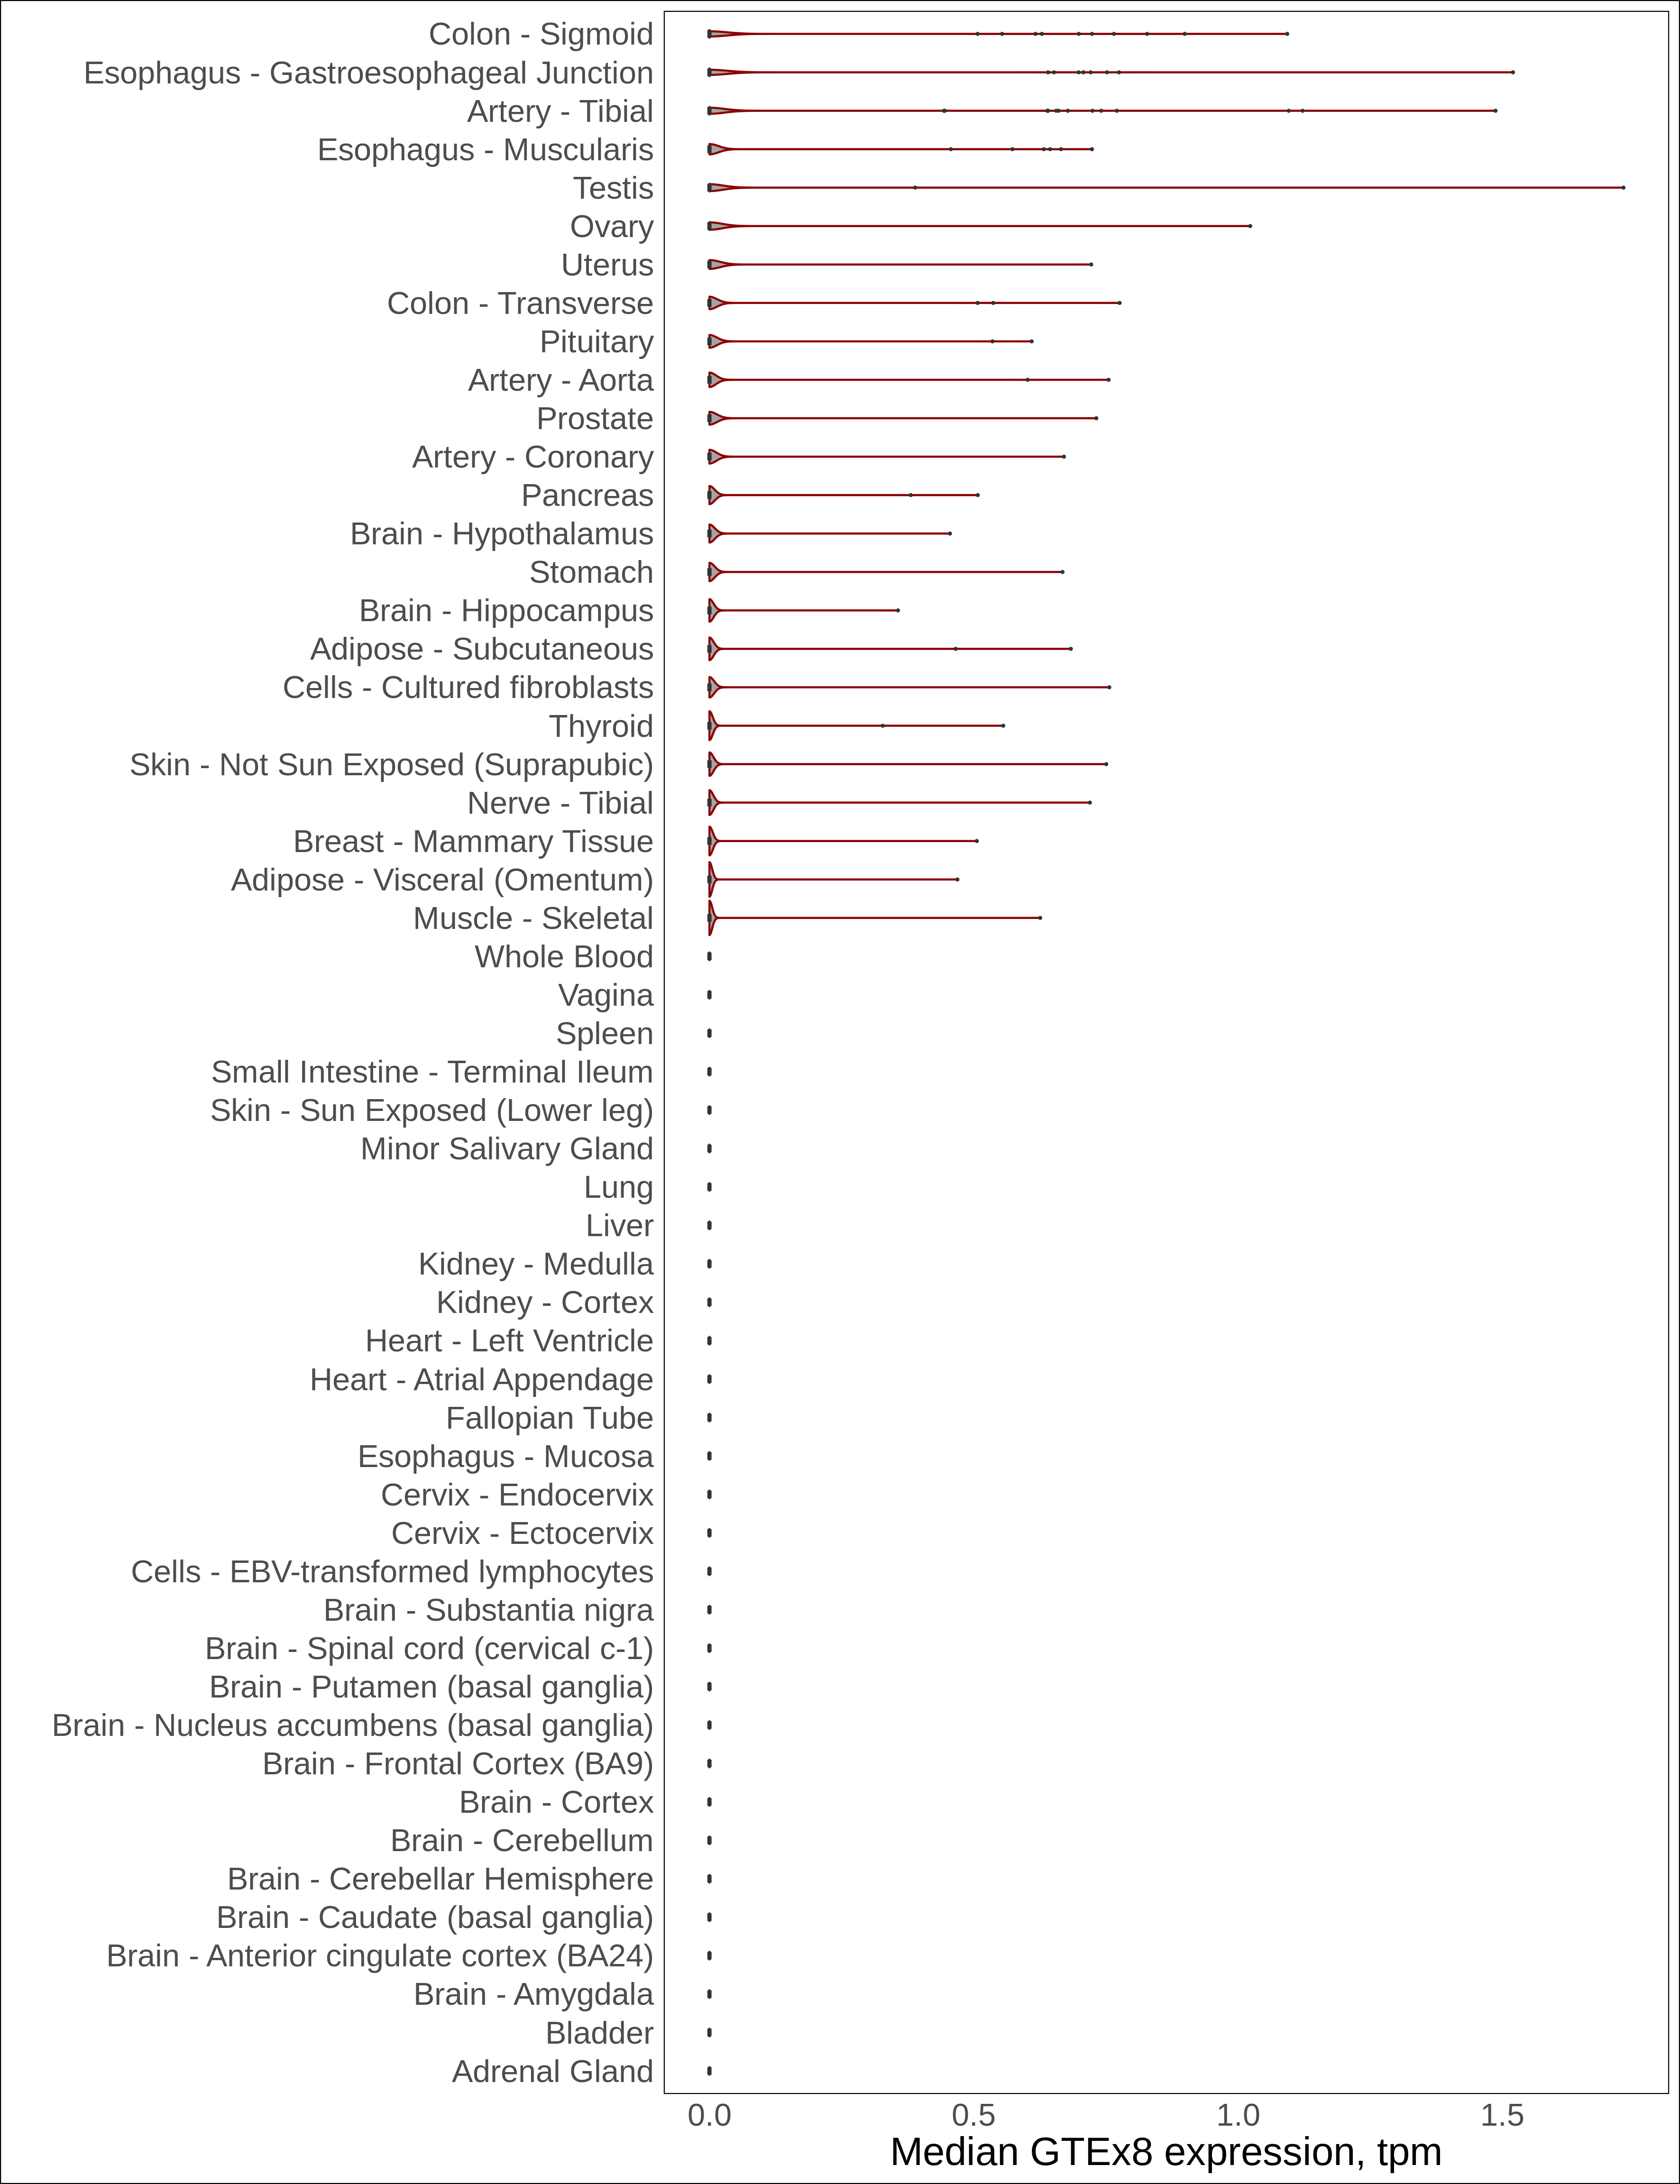 Colon - Sigmoid
Esophagus - Gastroesophageal Junction
Artery - Tibial
Esophagus - Muscularis
Testis
Ovary
Uterus
Colon - Transverse
Pituitary
Artery - Aorta
Prostate
Artery - Coronary
Pancreas
Brain - Hypothalamus
Stomach
Brain - Hippocampus
Adipose - Subcutaneous
Cells - Cultured fibroblasts
Thyroid
Skin - Not Sun Exposed (Suprapubic)
Nerve - Tibial
Breast - Mammary Tissue
Adipose - Visceral (Omentum)
Muscle - Skeletal
Whole Blood
Vagina
Spleen
Small Intestine - Terminal Ileum
Skin - Sun Exposed (Lower leg)
Minor Salivary Gland
Lung
Liver
Kidney - Medulla
Kidney - Cortex
Heart - Left Ventricle
Heart - Atrial Appendage
Fallopian Tube
Esophagus - Mucosa
Cervix - Endocervix
Cervix - Ectocervix
Cells - EBV-transformed lymphocytes
Brain - Substantia nigra
Brain - Spinal cord (cervical c-1)
Brain - Putamen (basal ganglia)
Brain - Nucleus accumbens (basal ganglia)
Brain - Frontal Cortex (BA9)
Brain - Cortex
Brain - Cerebellum
Brain - Cerebellar Hemisphere
Brain - Caudate (basal ganglia)
Brain - Anterior cingulate cortex (BA24)
Brain - Amygdala
Bladder
Adrenal Gland
0.0 0.5 1.0 1.5
Median GTEx8 expression, tpm